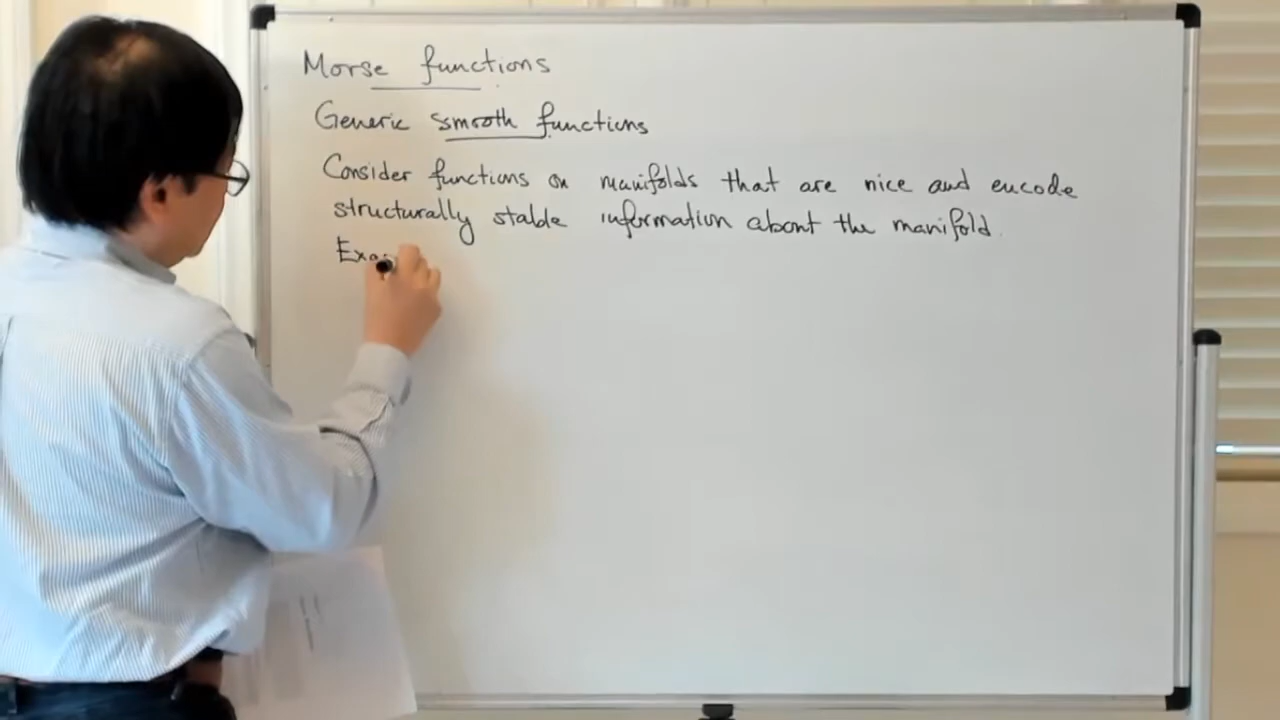 Morse functions
Generic smooth functions
Consider functions on manifolds that are nice and encode
structurally stable information about the manifold.
Exa